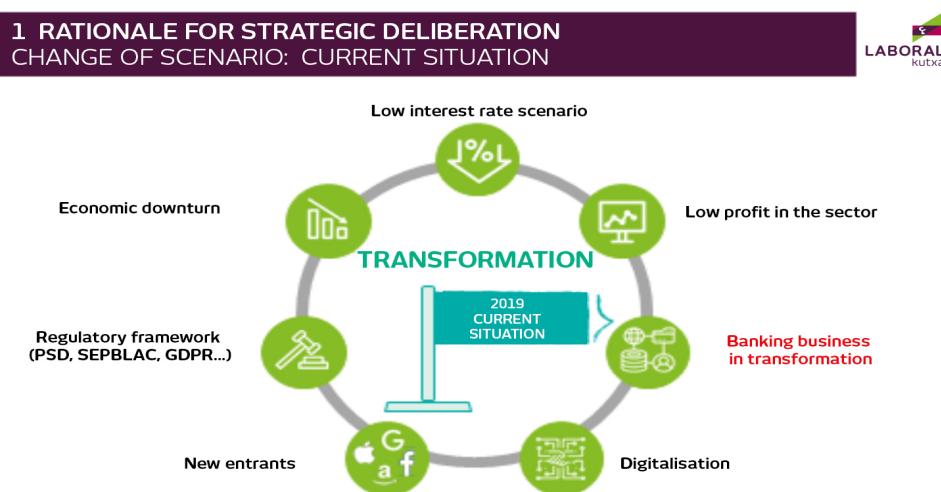 1 RATIONALE FOR STRATEGIC DELIBERATION
CHANGE OF SCENARIO: CURRENT SITUATION
LABORAL
kutxa
Low interest rate scenario
%
Economic downturn
Low profit in the sector
TRANSFORMATION
2019
CURRENT
SITUATION
Regulatory framework
(PSD, SEPBLAC, GDPR...)
Banking business
in transformation
G
a f
New entrants
Digitalisation